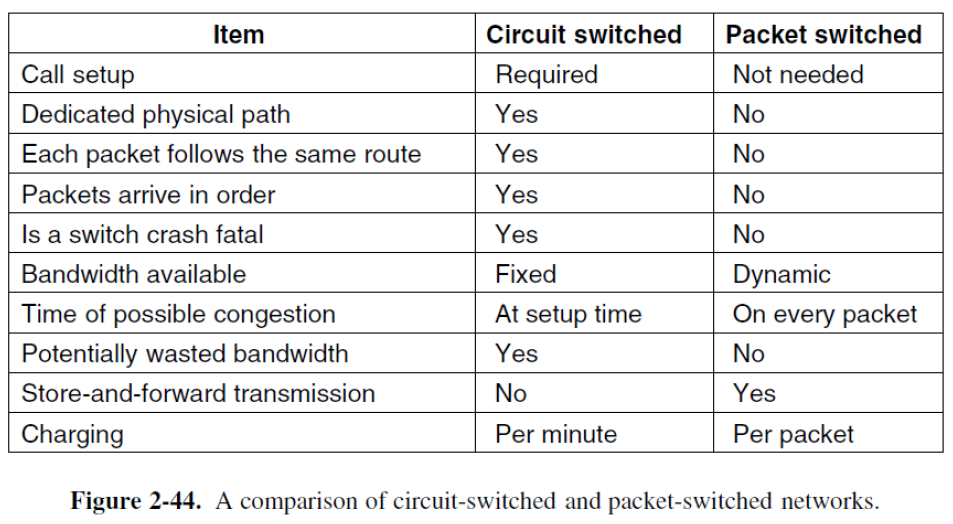 Item Circuit switched Packet switched
Call setup Required Not needed
Dedicated physical path Yes No
Each packet follows the same route Yes No
Packets arrive in order Yes No
Is a switch crash fatal Yes No
Bandwidth available Fixed Dynamic
Time of possible congestion At setup time On every packet
Potentially wasted bandwidth Yes No
Store-and-forward transmission No Yes
Charging Per minute Per packet
Figure 2-44. A comparison of circuit-switched and packet-switched networks.